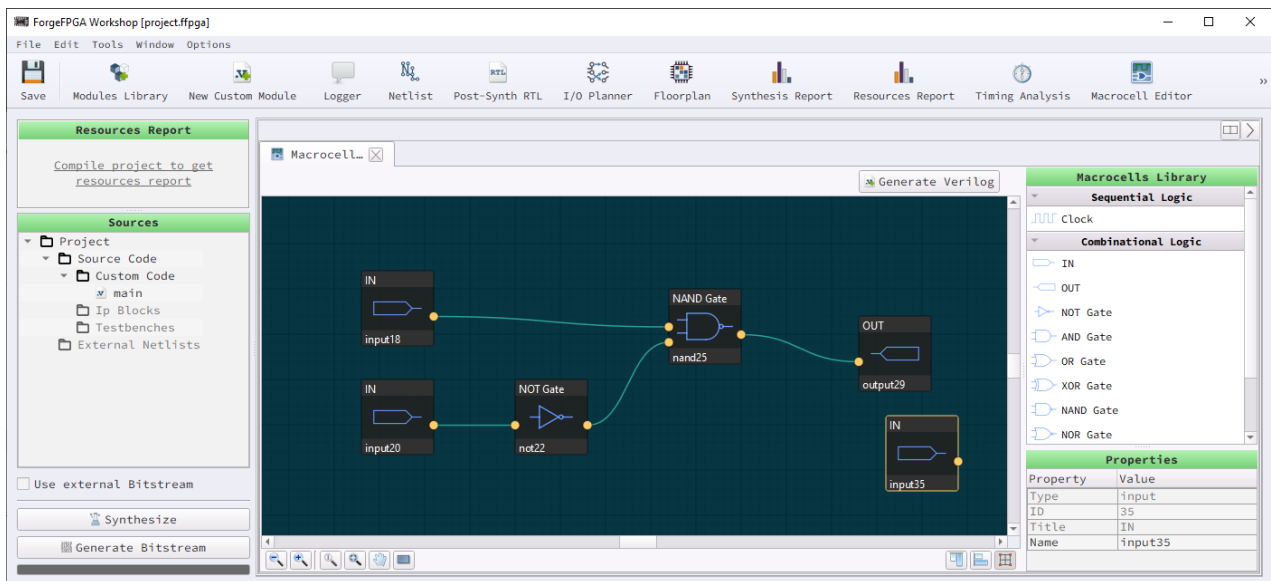 ForgeFPGA Workshop [project.ffpga]
File Edit Tools Window Options
Save Modules Library New Custom Module Logger Netlist Post-Synth RTL I/O Planner Floorplan Synthesis Report Resources Report Timing Analysis Macrocell Editor »
RTL
Resources Report
Compile project to get
resources report
Sources
Project
Source Code
Custom Code
main
Ip Blocks
Testbenches
External Netlists
Use external Bitstream
Synthesize
Generate Bitstream
Macrocell…
Generate Verilog
IN
input18
IN
input20
NOT Gate
not22
NAND Gate
nand25
OUT
output29
IN
input35
Macrocells Library
Sequential Logic
Clock
Combinational Logic
IN
OUT
NOT Gate
AND Gate
OR Gate
XOR Gate
NAND Gate
NOR Gate
Properties
Property Value
Type input
ID 35
Title IN
Name input35